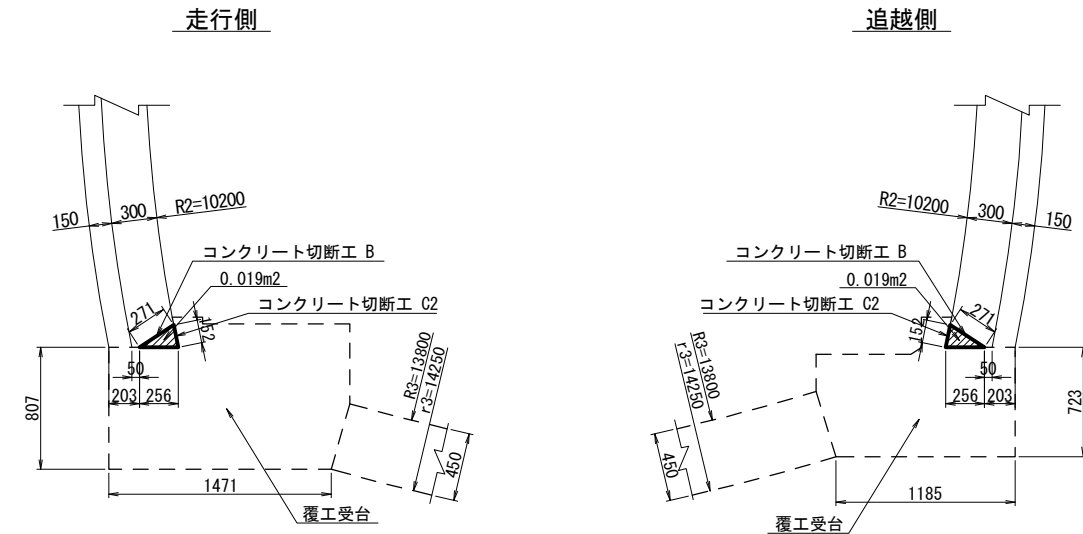 走行側
追越側
150
300
R2=10200
コンクリート切断工 B
0.019m2
コンクリート切断工 C2
271
152
50
203
256
807
1471
R3=13800
r3=14250
450
覆工受台
R2=10200
300
150
コンクリート切断工 B
0.019m2
コンクリート切断工 C2
271
152
50
256
203
723
1185
R3=13800
r3=14250
450
覆工受台